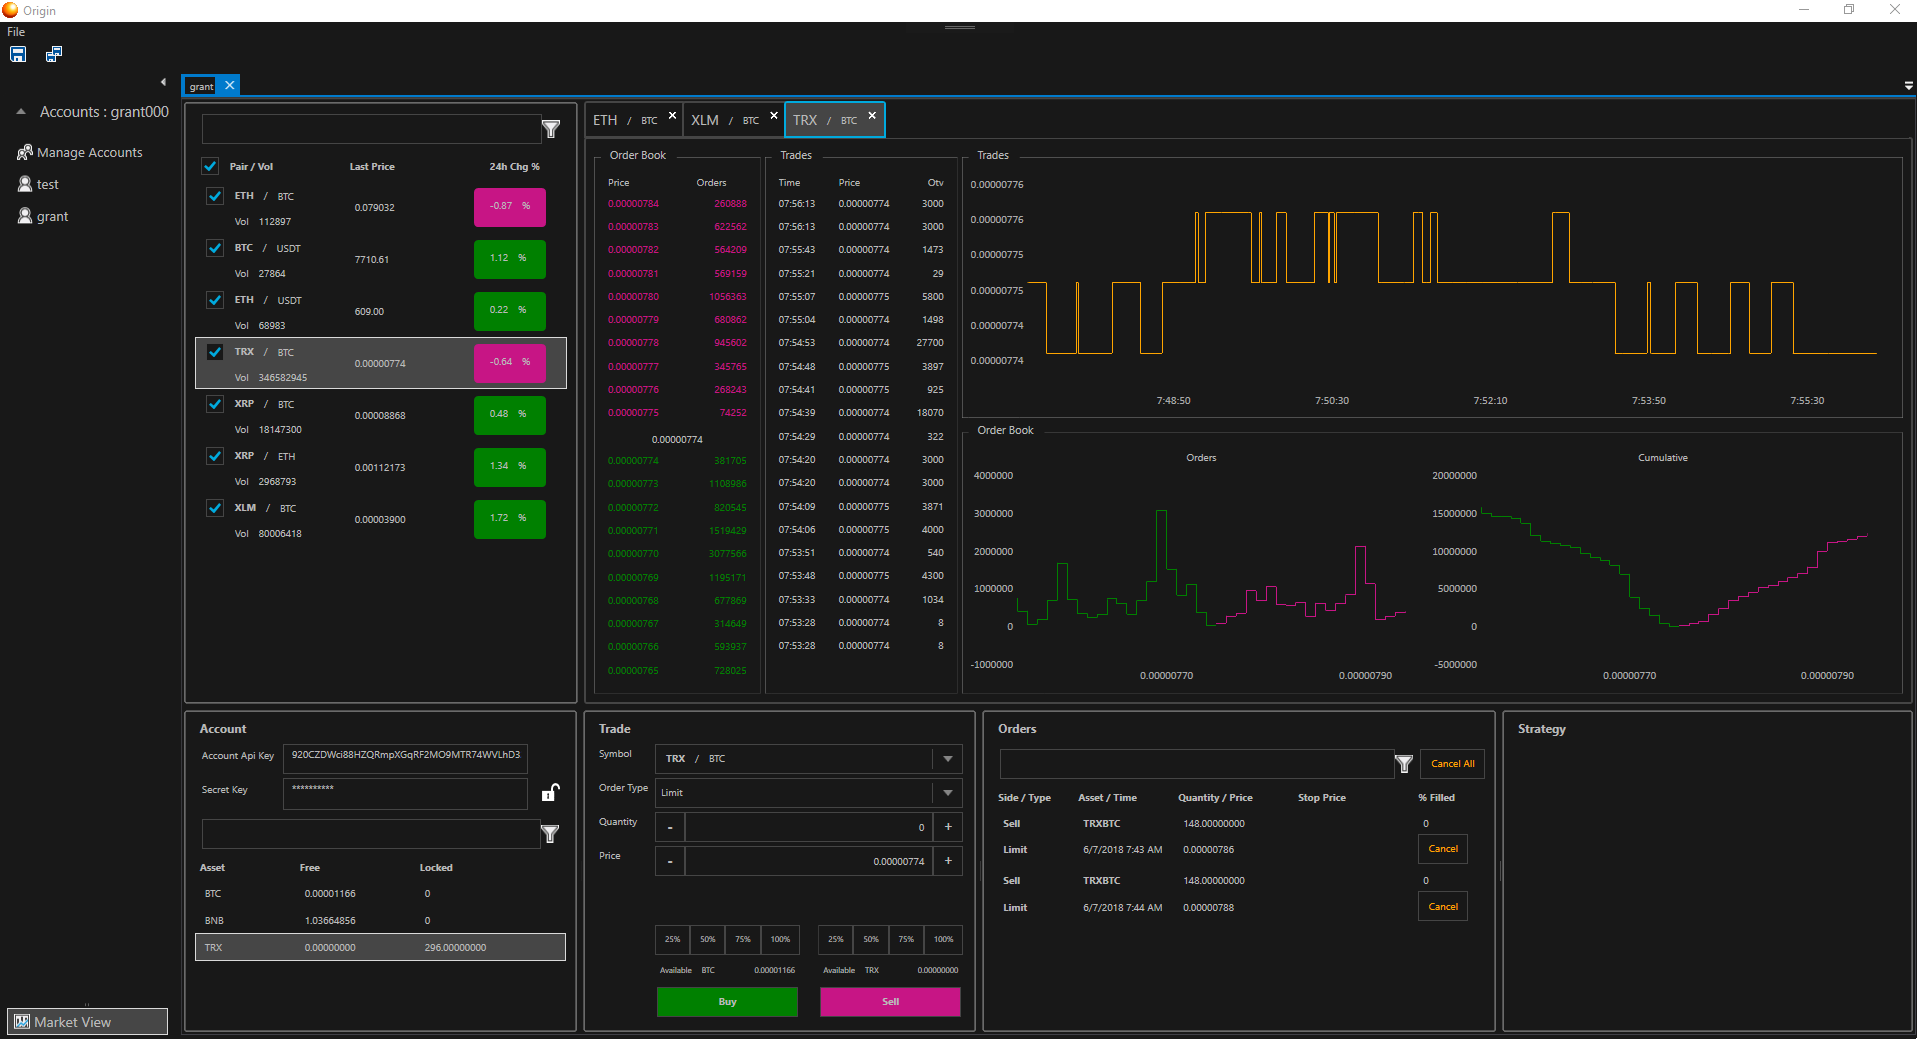 Origin
File
Accounts : grant000
Manage Accounts
test
grant
Market View
grant
Pair / Vol Last Price 24h Chg %
ETH / BTC
Vol 112897 0.079032 -0.87 %
BTC / USDT
Vol 27864 7710.61 1.12 %
ETH / USDT
Vol 68983 609.00 0.22 %
TRX / BTC
Vol 346582945 0.00000774 -0.64 %
XRP / BTC
Vol 18147300 0.00008868 0.48 %
XRP / ETH
Vol 2968793 0.00112173 1.34 %
XLM / BTC
Vol 80006418 0.00003900 1.72 %
ETH / BTC XLM / BTC TRX / BTC
Order Book
Price Orders
0.00000784 260888
0.00000783 622562
0.00000782 564209
0.00000781 569159
0.00000780 1056363
0.00000779 680862
0.00000778 945602
0.00000777 345765
0.00000776 268243
0.00000775 74252
0.00000774
0.00000774 381705
0.00000773 1108986
0.00000772 820545
0.00000771 1519429
0.00000770 3077566
0.00000769 1195171
0.00000768 677869
0.00000767 314649
0.00000766 593937
0.00000765 728025
Trades
Time Price Qty
07:56:13 0.00000774 3000
07:56:13 0.00000774 3000
07:55:43 0.00000774 1473
07:55:21 0.00000774 29
07:55:07 0.00000775 5800
07:55:04 0.00000774 1498
07:54:53 0.00000774 27700
07:54:48 0.00000775 3897
07:54:41 0.00000775 925
07:54:39 0.00000774 18070
07:54:29 0.00000774 322
07:54:20 0.00000774 3000
07:54:20 0.00000774 3000
07:54:09 0.00000775 3871
07:54:06 0.00000775 4000
07:53:51 0.00000774 540
07:53:48 0.00000775 4300
07:53:33 0.00000774 1034
07:53:28 0.00000774 8
07:53:28 0.00000774 8
Trades
0.00000776
0.00000776
0.00000775
0.00000775
0.00000774
0.00000774
7:48:50 7:50:30 7:52:10 7:53:50 7:55:30
Order Book
Orders
4000000
3000000
2000000
1000000
0
-1000000
0.00000770 0.00000790
Cumulative
20000000
15000000
10000000
5000000
0
-5000000
0.00000770 0.00000790
Account
Account Api Key 920CZDWci88HZQRmpXGqRF2MO9MTR74WVLhD3
Secret Key **********
Asset Free Locked
BTC 0.00001166 0
BNB 1.03664856 0
TRX 0.00000000 296.00000000
Trade
Symbol TRX / BTC
Order Type Limit
Quantity - 0 +
Price - 0.00000774 +
25% 50% 75% 100% 25% 50% 75% 100%
Available BTC 0.00001166 Available TRX 0.00000000
Buy Sell
Orders
Cancel All
Side / Type Asset / Time Quantity / Price Stop Price % Filled
Sell TRXBTC 148.00000000 0
Limit 6/7/2018 7:43 AM 0.00000786 Cancel
Sell TRXBTC 148.00000000 0
Limit 6/7/2018 7:44 AM 0.00000788 Cancel
Strategy